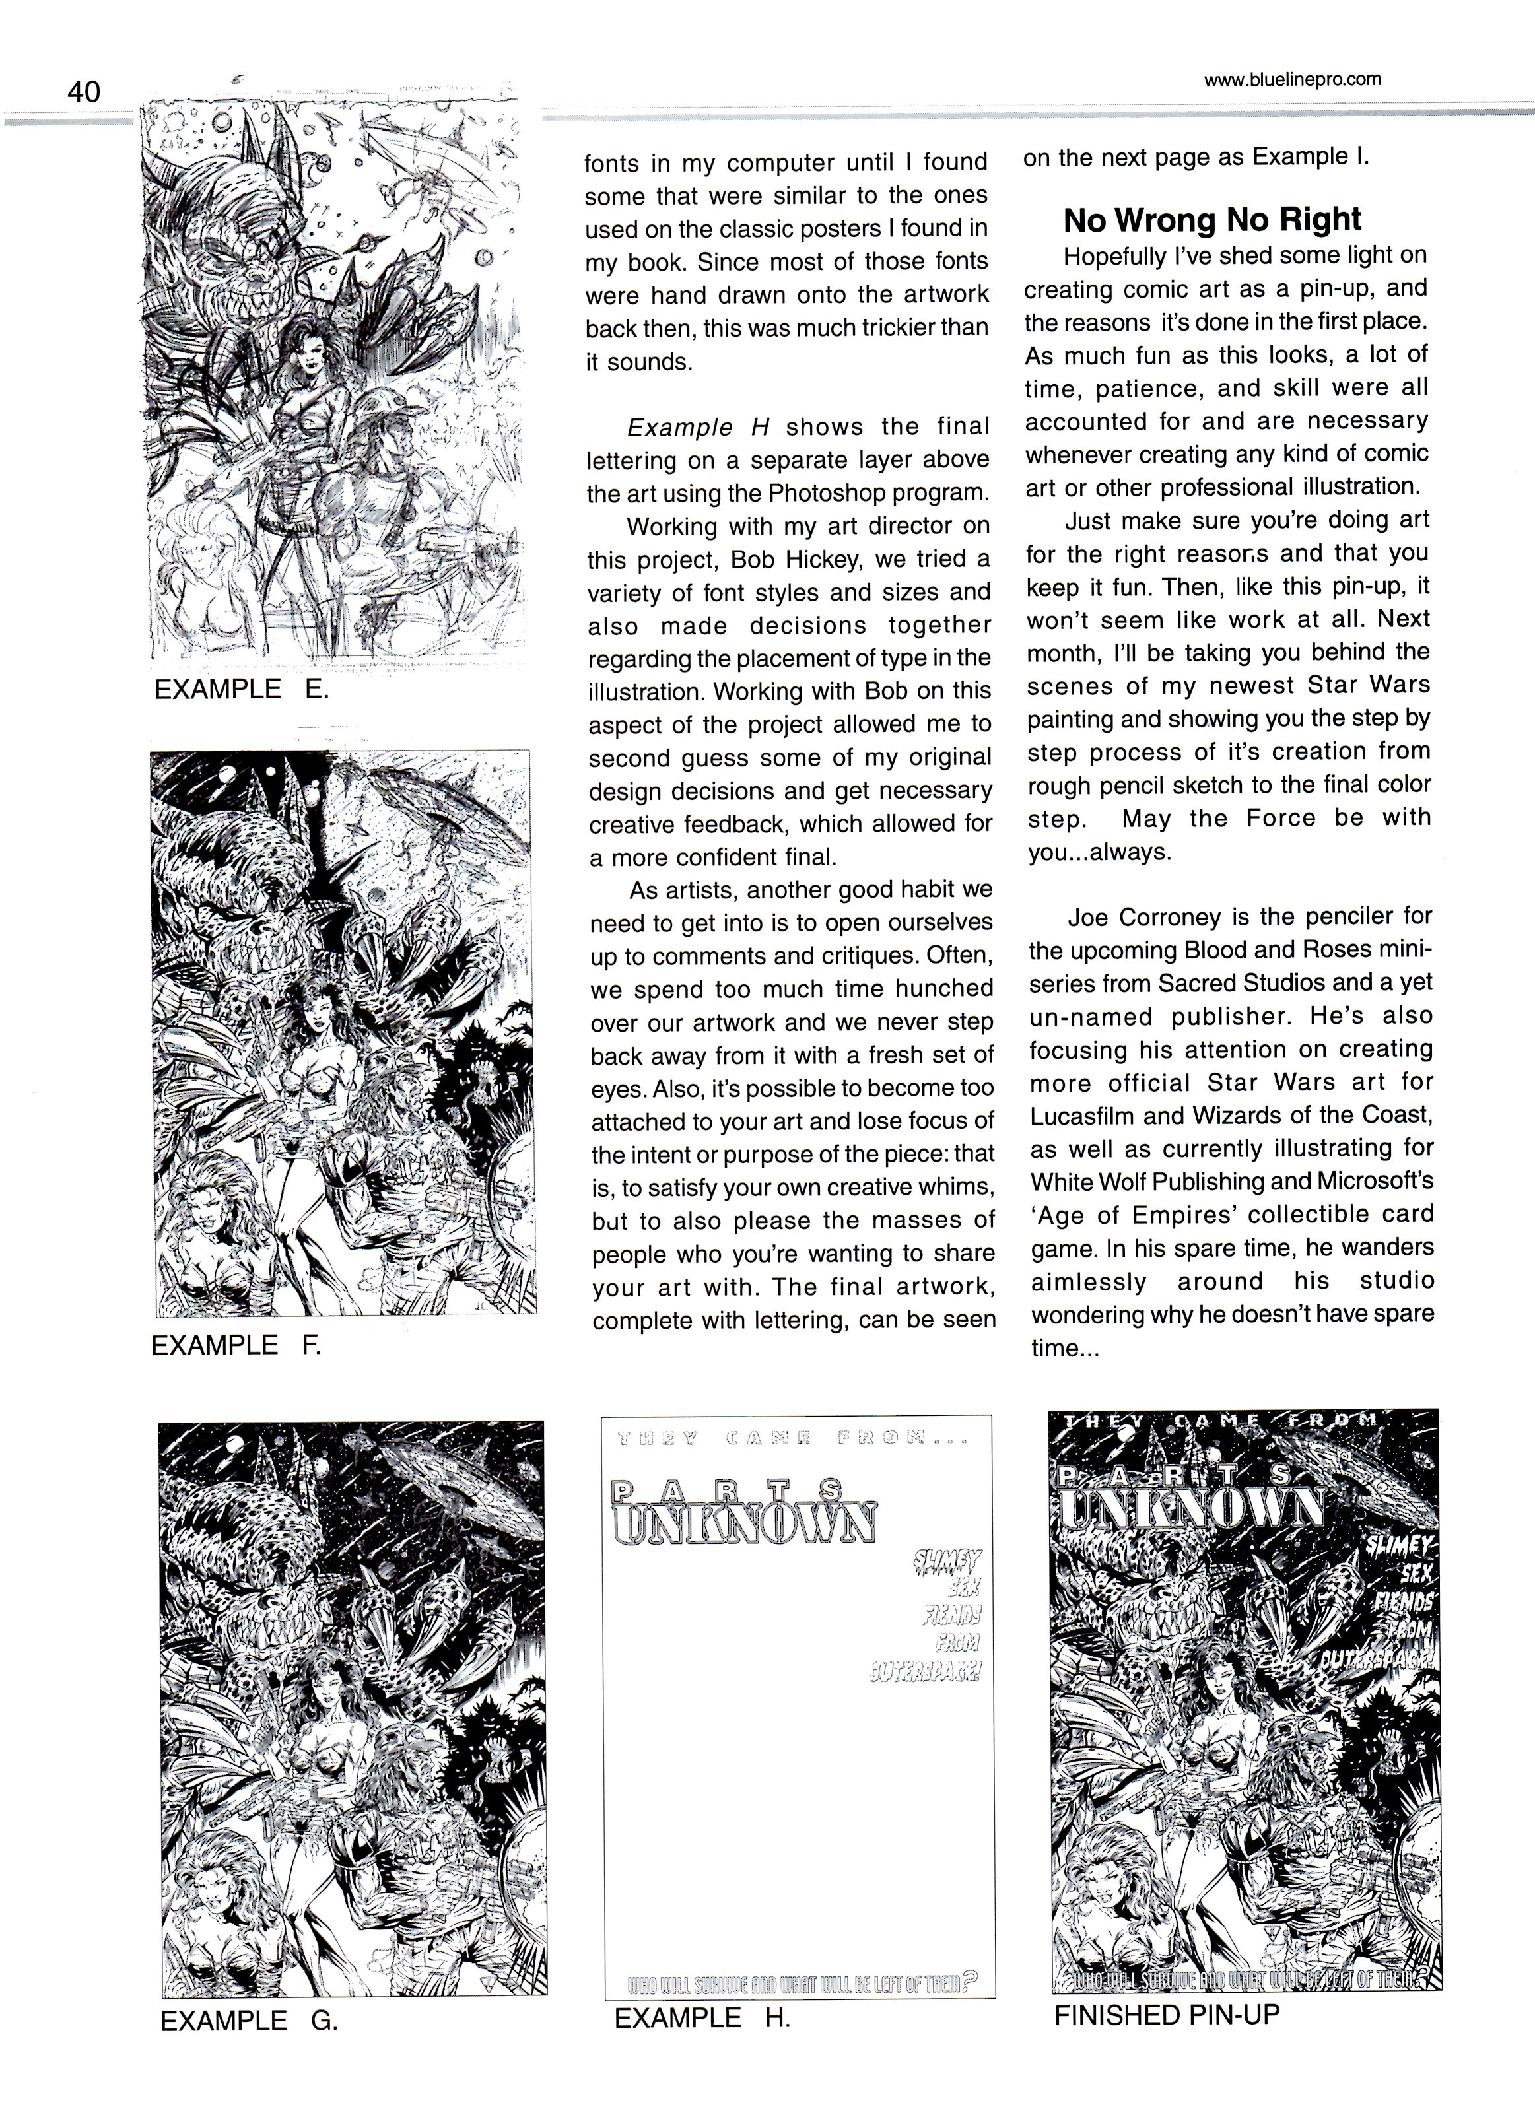 40
www.bluelinepro.com
EXAMPLE E.
EXAMPLE F.
fonts in my computer until I found
some that were similar to the ones
used on the classic posters I found in
my book. Since most of those fonts
were hand drawn onto the artwork
back then, this was much trickier than
it sounds.
Example H shows the final
lettering on a separate layer above
the art using the Photoshop program.
Working with my art director on
this project, Bob Hickey, we tried a
variety of font styles and sizes and
also made decisions together
regarding the placement of type in the
illustration. Working with Bob on this
aspect of the project allowed me to
second guess some of my original
design decisions and get necessary
creative feedback, which allowed for
a more confident final.
As artists, another good habit we
need to get into is to open ourselves
up to comments and critiques. Often,
we spend too much time hunched
over our artwork and we never step
back away from it with a fresh set of
eyes. Also, it's possible to become too
attached to your art and lose focus of
the intent or purpose of the piece: that
is, to satisfy your own creative whims,
but to also please the masses of
people who you're wanting to share
your art with. The final artwork,
complete with lettering, can be seen
on the next page as Example I.
No Wrong No Right
Hopefully I've shed some light on
creating comic art as a pin-up, and
the reasons it's done in the first place.
As much fun as this looks, a lot of
time, patience, and skill were all
accounted for and are necessary
whenever creating any kind of comic
art or other professional illustration.
Just make sure you're doing art
for the right reasons and that you
keep it fun. Then, like this pin-up, it
won't seem like work at all. Next
month, I'll be taking you behind the
scenes of my newest Star Wars
painting and showing you the step by
step process of it's creation from
rough pencil sketch to the final color
step. May the Force be with
you...always.
Joe Corroney is the penciler for
the upcoming Blood and Roses mini-
series from Sacred Studios and a yet
un-named publisher. He's also
focusing his attention on creating
more official Star Wars art for
Lucasfilm and Wizards of the Coast,
as well as currently illustrating for
White Wolf Publishing and Microsoft's
'Age of Empires' collectible card
game. In his spare time, he wanders
aimlessly around his studio
wondering why he doesn't have spare
time...
EXAMPLE G.
THEY CAME FROM...
PARTS
UNKNOWN
SLIMEY
SEX
FIENDS
FROM
OUTERSPACE!
WHO WILL SURVIVE AND WHAT WILL BE LEFT OF THEM?
EXAMPLE H.
THEY CAME FROM
PARTS
UNKNOWN
SLIMEY
SEX
FIENDS
FROM
OUTERSPACE!
WHO WILL SURVIVE AND WHAT WILL BE LEFT OF THEM?
FINISHED PIN-UP